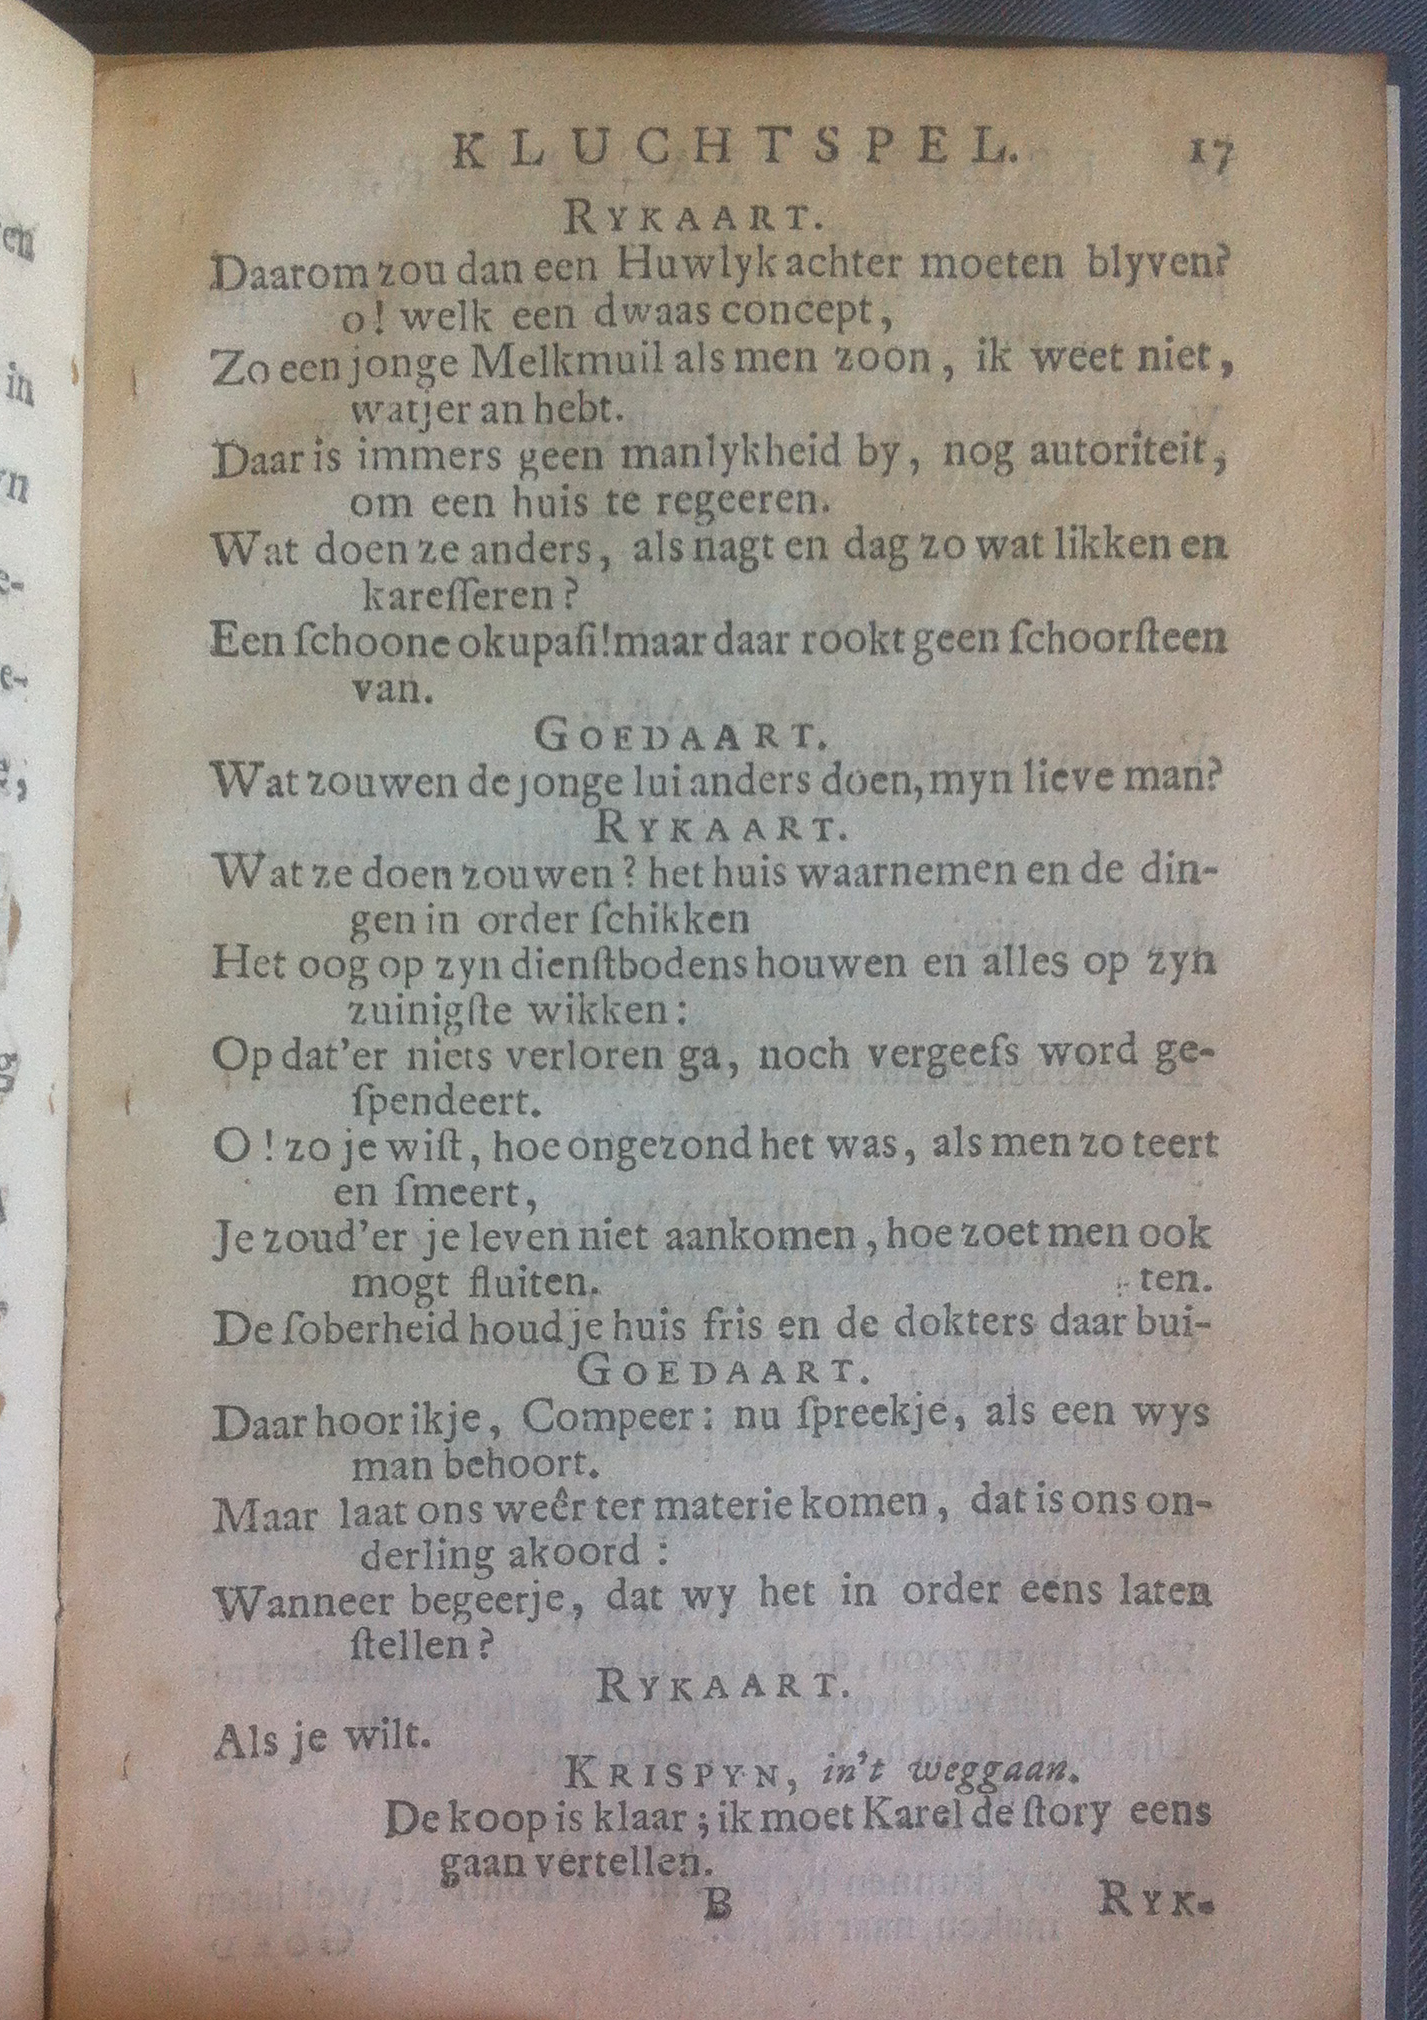 KLUCHTSPEL. 17
RYKAART.
Daarom zou dan een Huwlyk achter moeten blyven?
o! welk een dwaas concept,
Zo een jonge Melkmuil als men zoon, ik weet niet,
watjer an hebt.
Daar is immers geen manlykheid by, nog autoriteit,
om een huis te regeeren.
Wat doen ze anders, als nagt en dag zo wat likken en
kareſſeren?
Een ſchoone okupaſi! maar daar rookt geen ſchoorſteen
van.
GOEDAART.
Wat zouwen de jonge lui anders doen, myn lieve man?
RYKAART.
Wat ze doen zouwen? het huis waarnemen en de din-
gen in order ſchikken
Het oog op zyn dienſtbodens houwen en alles op zyn
zuinigſte wikken:
Op dat'er niets verloren ga, noch vergeefs word ge-
ſpendeert.
O! zo je wiſt, hoe ongezond het was, als men zo teert
en ſmeert,
Je zoud'er je leven niet aankomen, hoe zoet men ook
mogt fluiten. ten.
De ſoberheid houd je huis fris en de dokters daar bui-
GOEDAART.
Daar hoor ikje, Compeer: nu ſpreekje, als een wys
man behoort.
Maar laat ons weêr ter materie komen, dat is ons on-
derling akoord:
Wanneer begeerje, dat wy het in order eens laten
ſtellen?
RYKAART.
Als je wilt.
KRISPYN, in't weggaan.
De koop is klaar; ik moet Karel de ſtory eens
gaan vertellen.
B RYK-